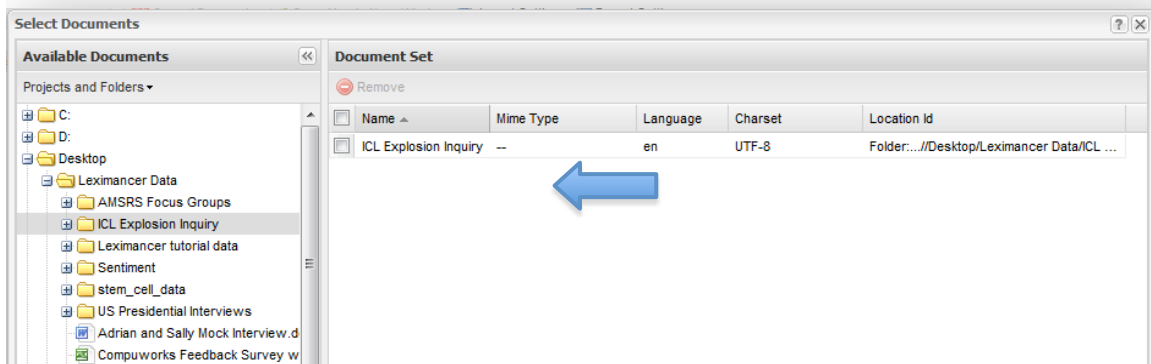 Select Documents
Available Documents
Document Set
Projects and Folders
Remove
Name Mime Type Language Charset Location Id
ICL Explosion Inquiry -- en UTF-8 Folder:...//Desktop/Leximancer Data/ICL ...
C:
D:
Desktop
Leximancer Data
AMSRS Focus Groups
ICL Explosion Inquiry
Leximancer tutorial data
Sentiment
stem_cell_data
US Presidential Interviews
Adrian and Sally Mock Interview.d
Compuworks Feedback Survey w